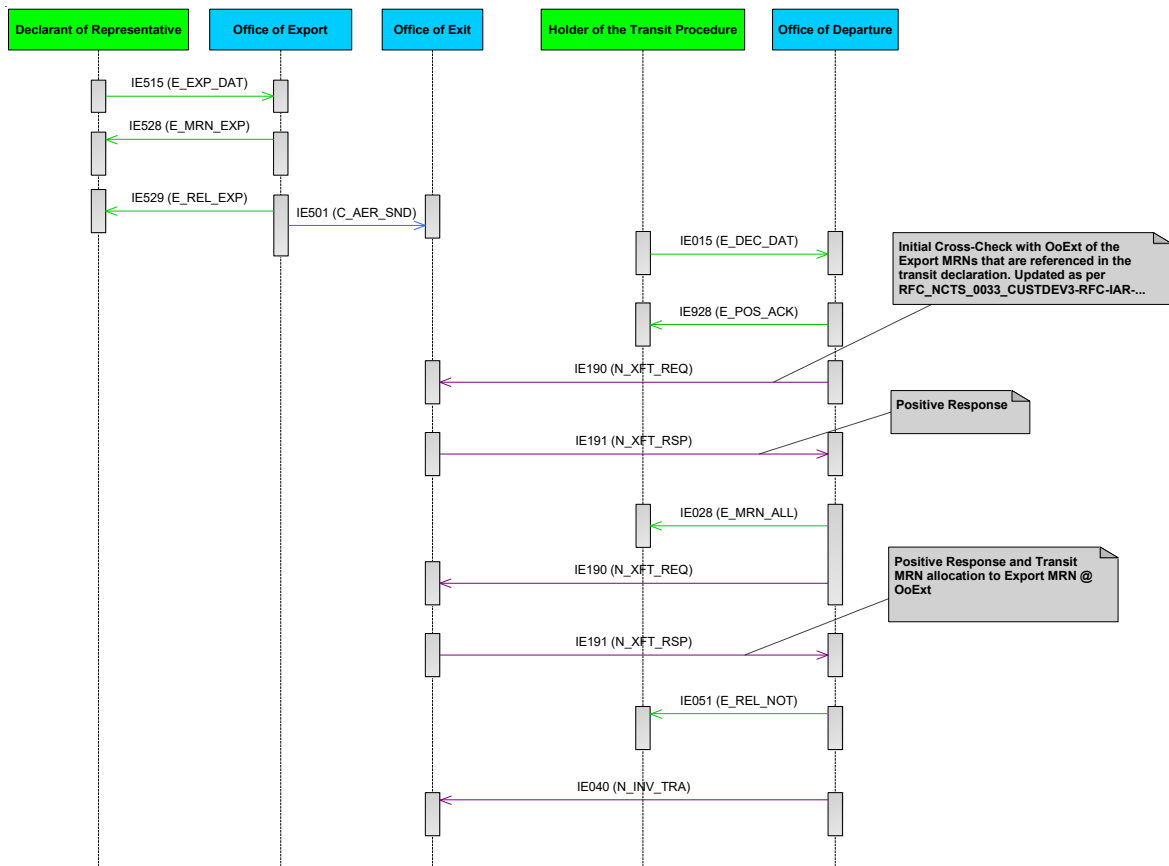 Declarant of Representative
Office of Export
Office of Exit
Holder of the Transit Procedure
Office of Departure
IE515 (E_EXP_DAT)
IE528 (E_MRN_EXP)
IE529 (E_REL_EXP)
IE501 (C_AER_SND)
IE015 (E_DEC_DAT)
Initial Cross-Check with OoExt of the
Export MRNs that are referenced in the
transit declaration. Updated as per
RFC_NCTS_0033_CUSTDEV3-RFC-IAR-...
IE928 (E_POS_ACK)
IE190 (N_XFT_REQ)
Positive Response
IE191 (N_XFT_RSP)
IE028 (E_MRN_ALL)
Positive Response and Transit
MRN allocation to Export MRN @
OoExt
IE190 (N_XFT_REQ)
IE191 (N_XFT_RSP)
IE051 (E_REL_NOT)
IE040 (N_INV_TRA)